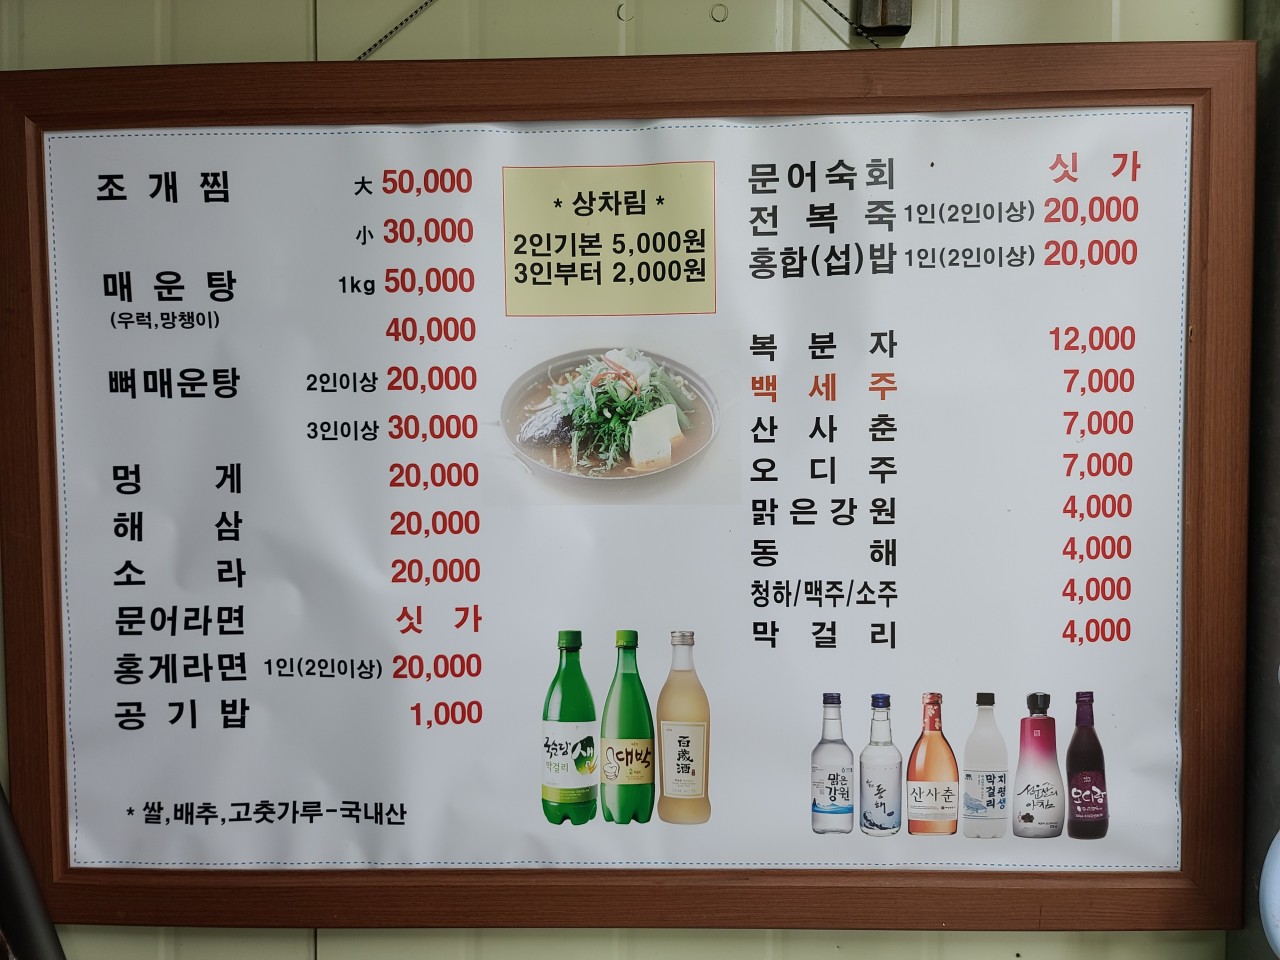 조개찜 大 50,000
小 30,000
매운탕 1kg 50,000
(우럭,망챙이) 40,000
뼈매운탕 2인이상 20,000
3인이상 30,000
멍게 20,000
해삼 20,000
소라 20,000
문어라면 싯가
홍게라면 1인(2인이상) 20,000
공기밥 1,000
* 쌀,배추,고춧가루-국내산
* 상차림 *
2인기본 5,000원
3인부터 2,000원
국순당 생
막걸리
대박
百歲酒
문어숙회 싯가
전복죽 1인(2인이상) 20,000
홍합(섭)밥 1인(2인이상) 20,000
복분자 12,000
백세주 7,000
산사춘 7,000
오디주 7,000
맑은강원 4,000
동해 4,000
청하/맥주/소주 4,000
막걸리 4,000
맑은
강원
동해
산사춘
지평생
막걸리